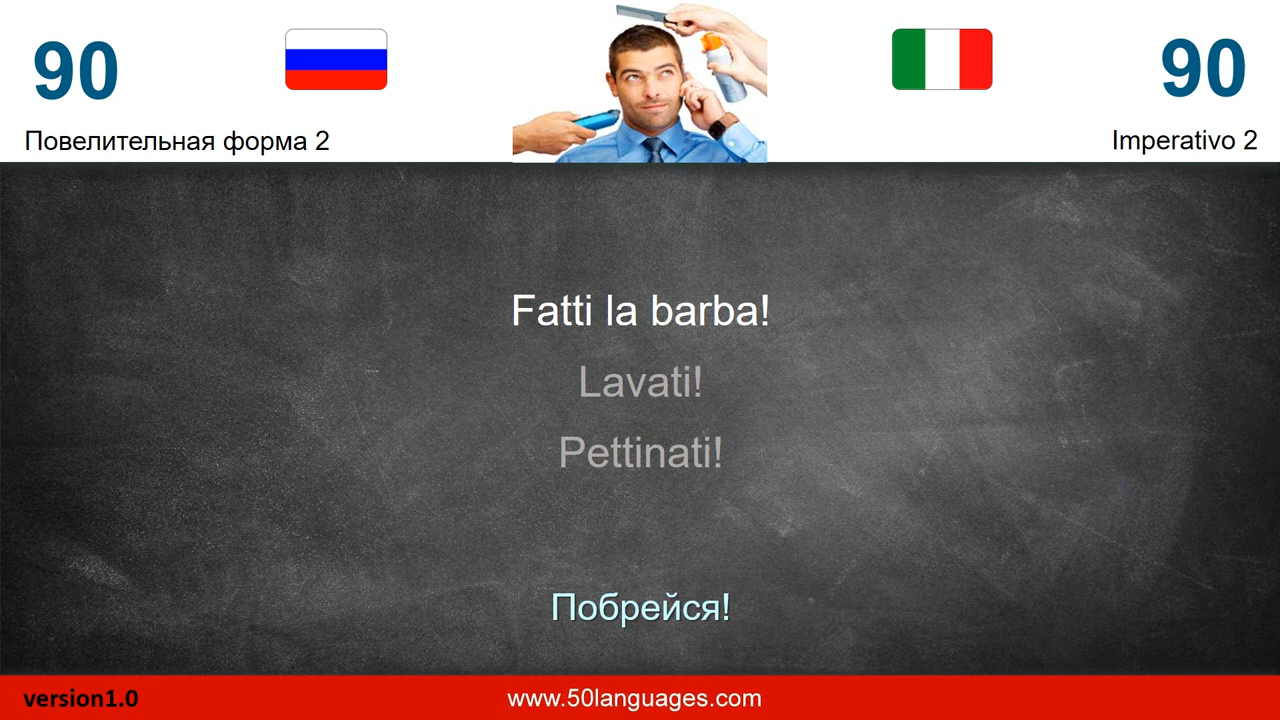 90
90
Повелительная форма 2
Imperativo 2
Fatti la barba!
Lavati!
Pettinati!
Побрейся!
version1.0
www.50languages.com